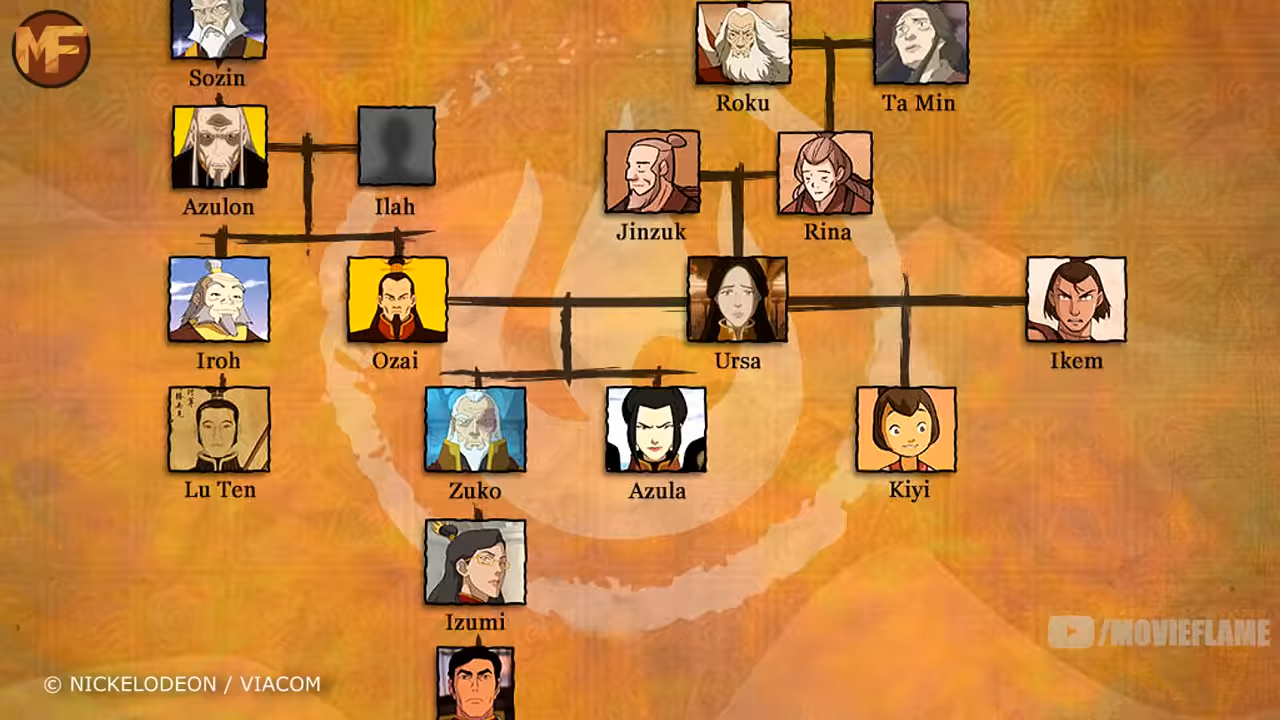 MF
Sozin
Roku
Ta Min
Azulon
Ilah
Jinzuk
Rina
Iroh
Ozai
Ursa
Ikem
Lu Ten
Zuko
Azula
Kiyi
Izumi
/MOVIEFLAME
© NICKELODEON / VIACOM